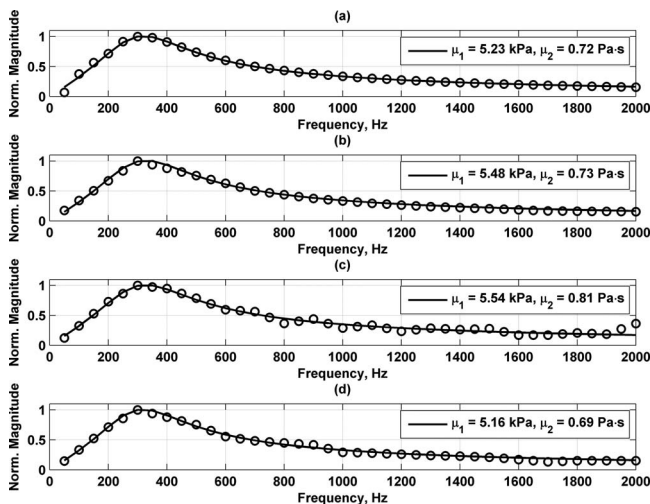 (a)
Norm. Magnitude
1
0.5
0
μ1 = 5.23 kPa, μ2 = 0.72 Pa·s
0 200 400 600 800 1000 1200 1400 1600 1800 2000
Frequency, Hz
(b)
Norm. Magnitude
1
0.5
0
μ1 = 5.48 kPa, μ2 = 0.73 Pa·s
0 200 400 600 800 1000 1200 1400 1600 1800 2000
Frequency, Hz
(c)
Norm. Magnitude
1
0.5
0
μ1 = 5.54 kPa, μ2 = 0.81 Pa·s
0 200 400 600 800 1000 1200 1400 1600 1800 2000
Frequency, Hz
(d)
Norm. Magnitude
1
0.5
0
μ1 = 5.16 kPa, μ2 = 0.69 Pa·s
0 200 400 600 800 1000 1200 1400 1600 1800 2000
Frequency, Hz